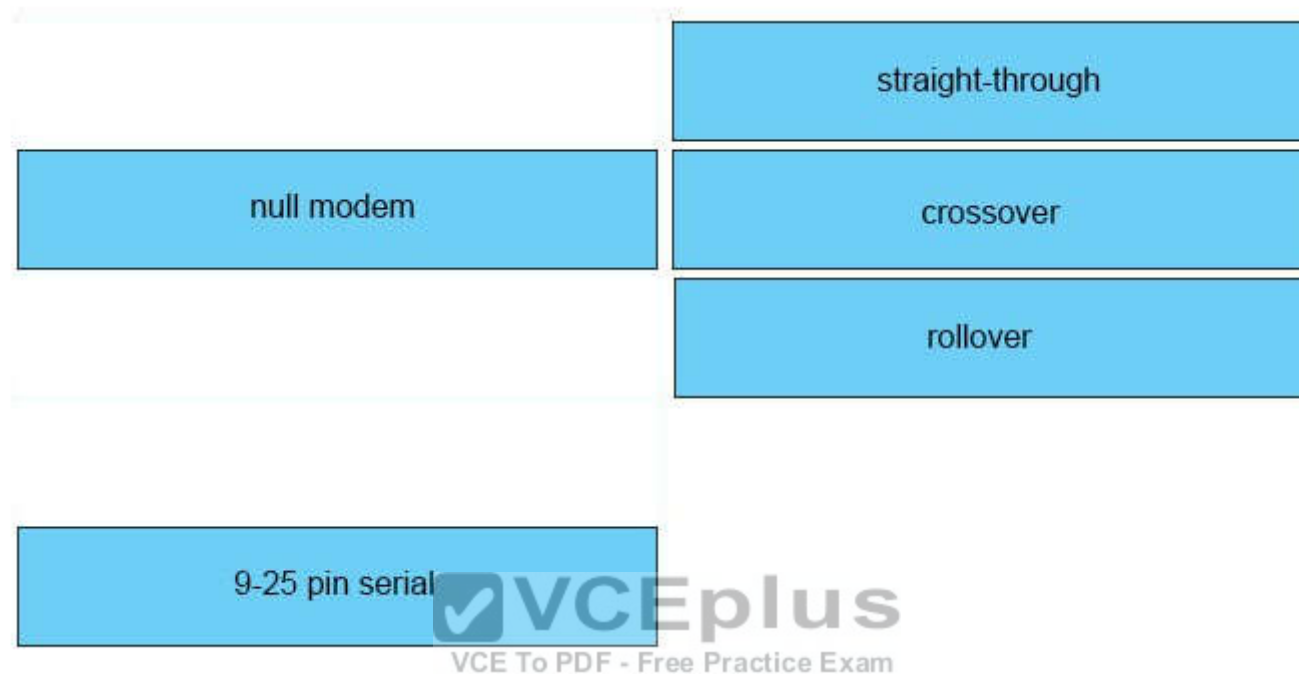 straight-through
null modem
crossover
rollover
9-25 pin serial
VCEplus
VCE To PDF - Free Practice Exam